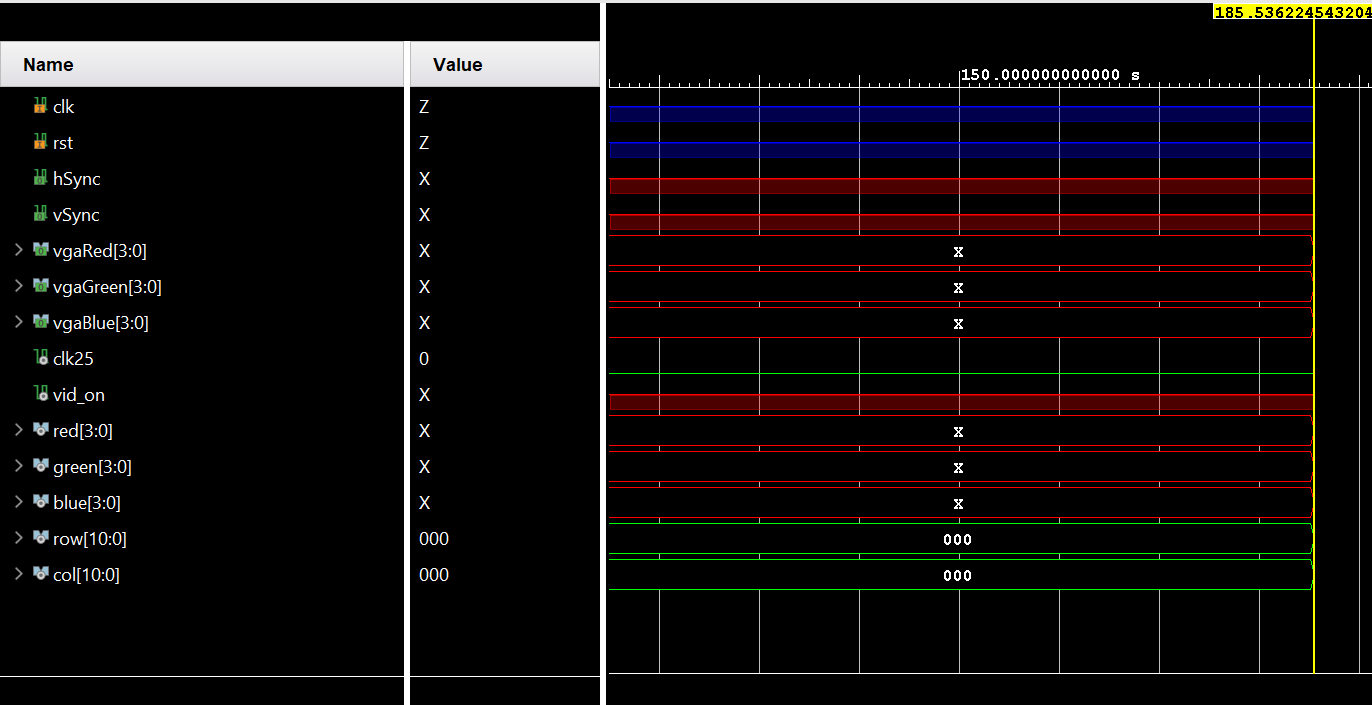 185.536224543204
Name Value
150.000000000000 s
clk Z
rst Z
hSync X
vSync X
vgaRed[3:0] X X
vgaGreen[3:0] X X
vgaBlue[3:0] X X
clk25 0
vid_on X
red[3:0] X X
green[3:0] X X
blue[3:0] X X
row[10:0] 000 000
col[10:0] 000 000